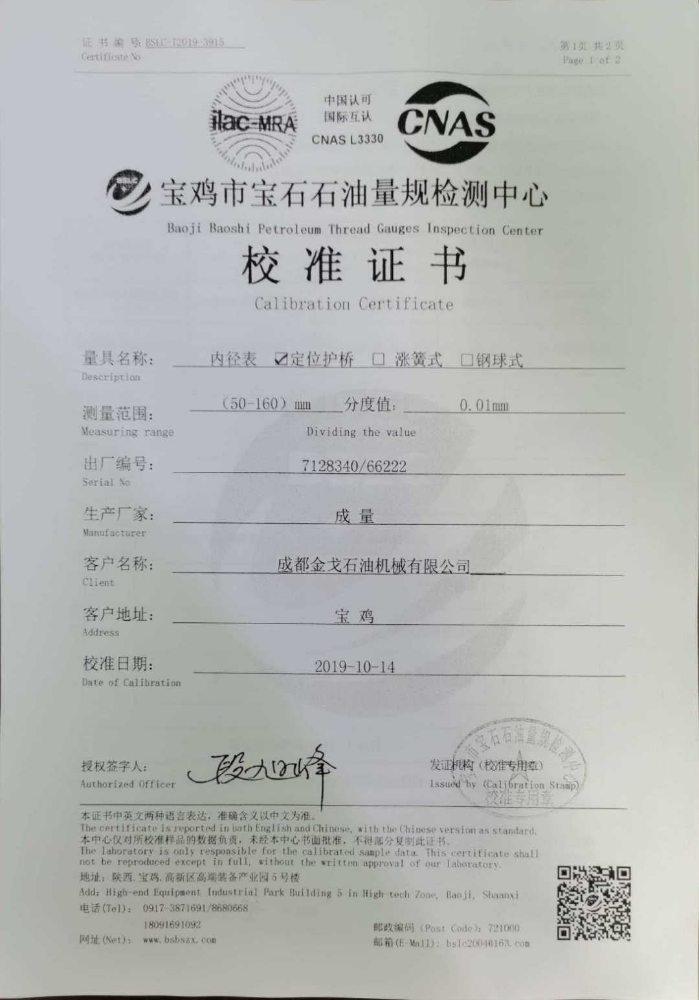 证 书 编 号: BSLC-T2019-3915
Certificate No
第1页 共2页
Page 1 of 2
ilac-MRA
中国认可
国际互认
CNAS L3330
CNAS
BSLC
宝鸡市宝石石油量规检测中心
Baoji Baoshi Petroleum Thread Gauges Inspection Center
校准证书
Calibration Certificate
量具名称: 内径表 ☑定位护桥 □ 涨簧式 □钢球式
Description
测量范围: （50-160）mm 分度值: 0.01mm
Measuring range Dividing the value
出厂编号: 7128340/66222
Serial No
生产厂家: 成 量
Manufacturer
客户名称: 成都金戈石油机械有限公司
Client
客户地址: 宝 鸡
Address
校准日期: 2019-10-14
Date of Calibration
授权签字人:
Authorized Officer
发证机构（校准专用章）
Issued by (Calibration Stamp)
市宝石石油量规检测中心
校准专用章
本证书中英文两种语言表达，准确含义以中文为准。
The certificate is reported in both English and Chinese, with the Chinese version as standard.
本中心仅对所校准样品的数据负责，未经本中心书面批准，不得部分复制此证书。
The laboratory is only responsible for the calibrated sample data. This certificate shall
not be reproduced except in full, without the written approval of our laboratory.
地址: 陕西.宝鸡.高新区高端装备产业园5号楼
Add: High-end Equipment Industrial Park Building 5 in High-tech Zone, Baoji, Shaanxi
电话(Tel): 0917-3871691/8680668
18091691092
网址(Net): www.bsbszx.com
邮政编码（Post Code): 721000
邮箱(E-Mail): bslc2004@163.com